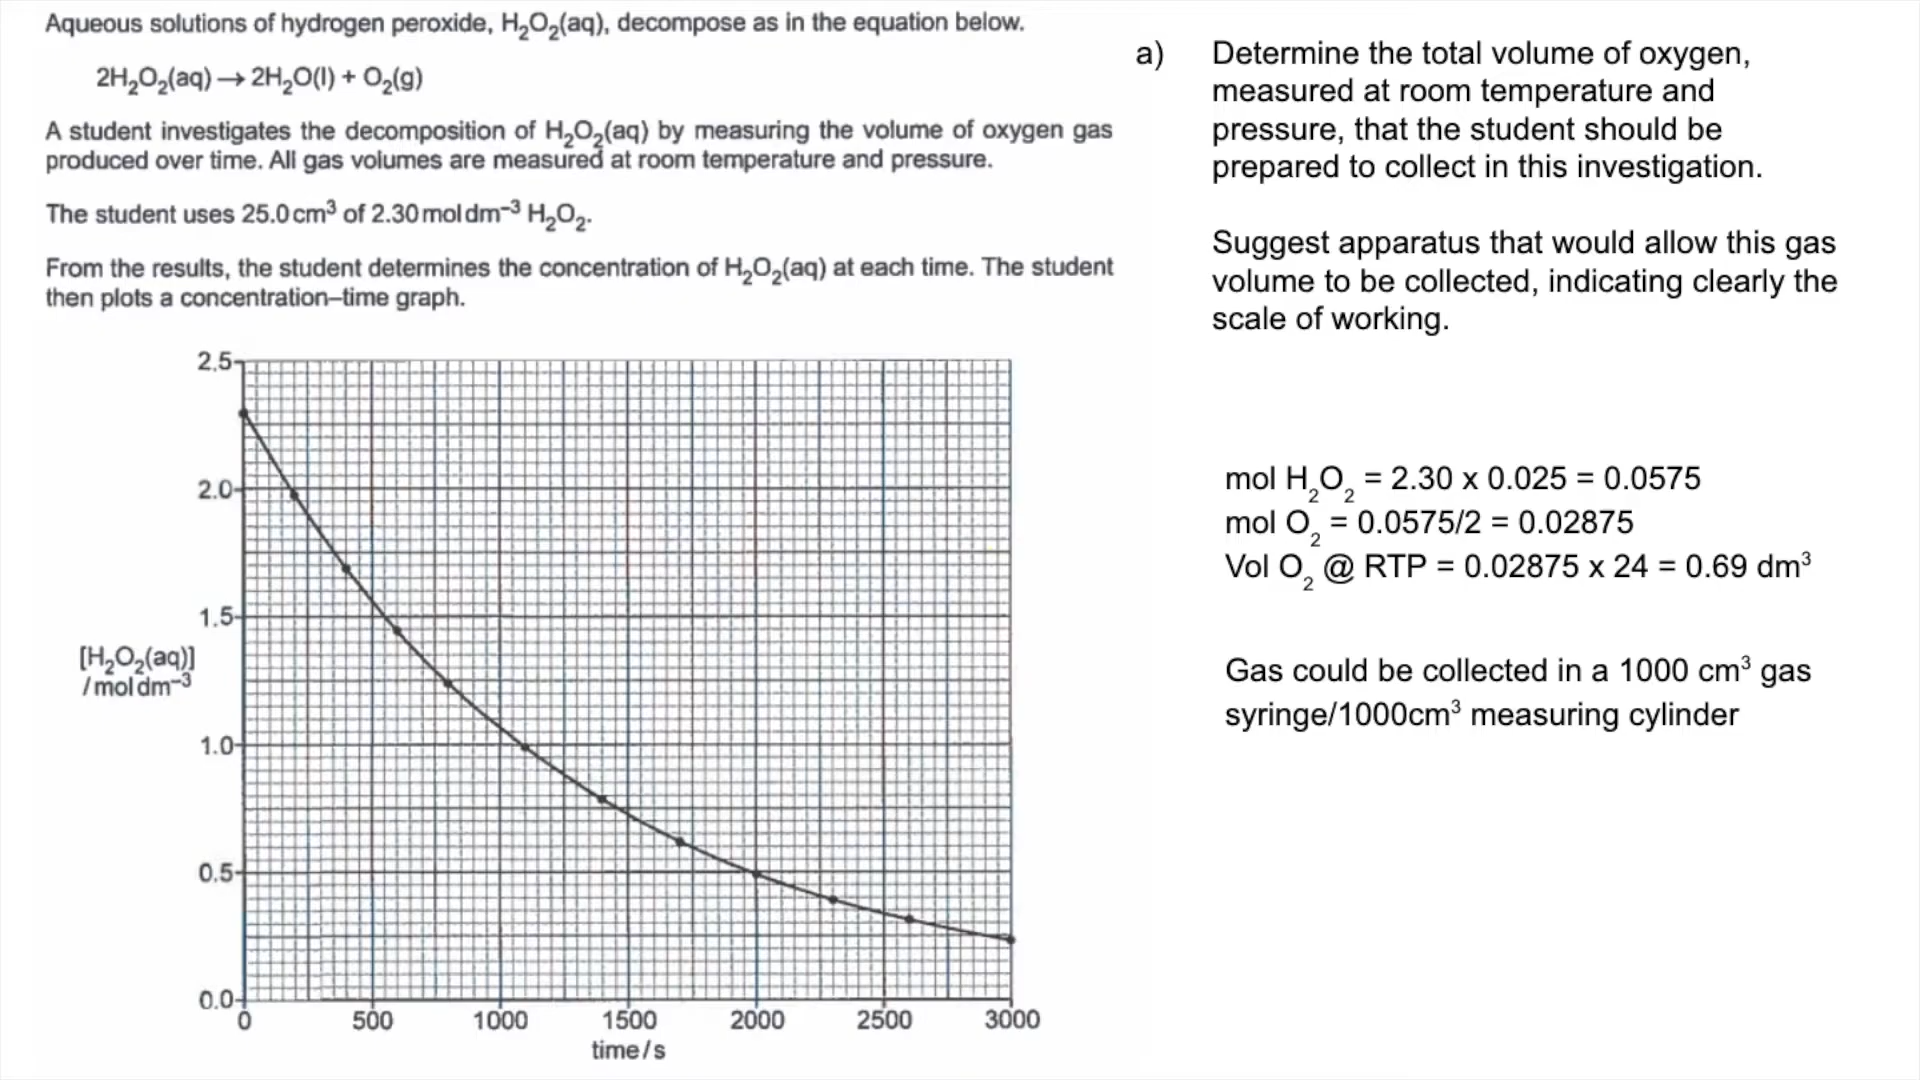 Aqueous solutions of hydrogen peroxide, H₂O₂(aq), decompose as in the equation below.
2H₂O₂(aq) → 2H₂O(l) + O₂(g)
A student investigates the decomposition of H₂O₂(aq) by measuring the volume of oxygen gas
produced over time. All gas volumes are measured at room temperature and pressure.
The student uses 25.0 cm³ of 2.30 mol dm⁻³ H₂O₂.
From the results, the student determines the concentration of H₂O₂(aq) at each time. The student
then plots a concentration–time graph.
2.5
2.0
1.5
[H₂O₂(aq)]
/ mol dm⁻³
1.0
0.5
0.0
0 500 1000 1500 2000 2500 3000
time / s
a) Determine the total volume of oxygen,
measured at room temperature and
pressure, that the student should be
prepared to collect in this investigation.
Suggest apparatus that would allow this gas
volume to be collected, indicating clearly the
scale of working.
mol H₂O₂ = 2.30 x 0.025 = 0.0575
mol O₂ = 0.0575/2 = 0.02875
Vol O₂ @ RTP = 0.02875 x 24 = 0.69 dm³
Gas could be collected in a 1000 cm³ gas
syringe/1000cm³ measuring cylinder